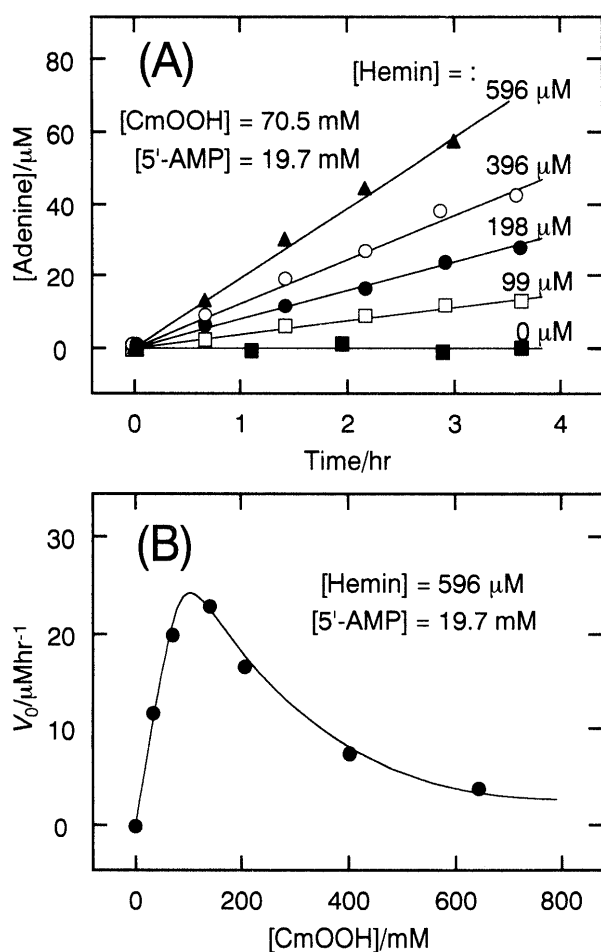 (A)
[Hemin] = :
596 μM
[CmOOH] = 70.5 mM
[5'-AMP] = 19.7 mM
396 μM
198 μM
99 μM
0 μM
[Adenine]/μM
80
60
40
20
0
0 1 2 3 4
Time/hr
(B)
[Hemin] = 596 μM
[5'-AMP] = 19.7 mM
V₀/μMhr⁻¹
30
20
10
0
0 200 400 600 800
[CmOOH]/mM